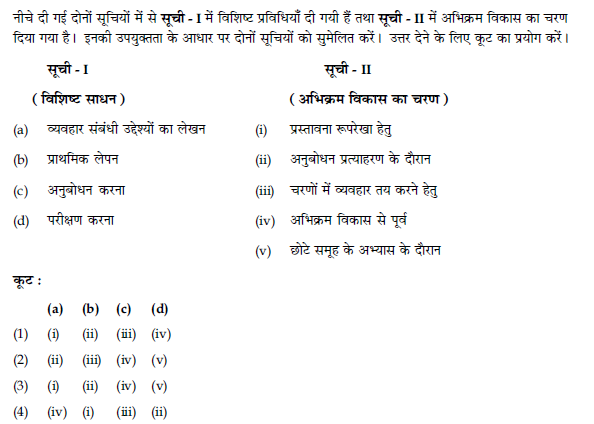 नीचे दी गई दोनों सूचियों में से सूची - I में विशिष्ट प्रविधियाँ दी गयी हैं तथा सूची - II में अभिक्रम विकास का चरण
दिया गया है। इनकी उपयुक्तता के आधार पर दोनों सूचियों को सुमेलित करें। उत्तर देने के लिए कूट का प्रयोग करें।
सूची - I सूची - II
( विशिष्ट साधन ) ( अभिक्रम विकास का चरण )
(a) व्यवहार संबंधी उद्देश्यों का लेखन (i) प्रस्तावना रूपरेखा हेतु
(b) प्राथमिक लेपन (ii) अनुबोधन प्रत्याहरण के दौरान
(c) अनुबोधन करना (iii) चरणों में व्यवहार तय करने हेतु
(d) परीक्षण करना (iv) अभिक्रम विकास से पूर्व
(v) छोटे समूह के अभ्यास के दौरान
कूट :
(a) (b) (c) (d)
(1) (i) (ii) (iii) (iv)
(2) (ii) (iii) (iv) (v)
(3) (i) (ii) (iv) (v)
(4) (iv) (i) (iii) (ii)